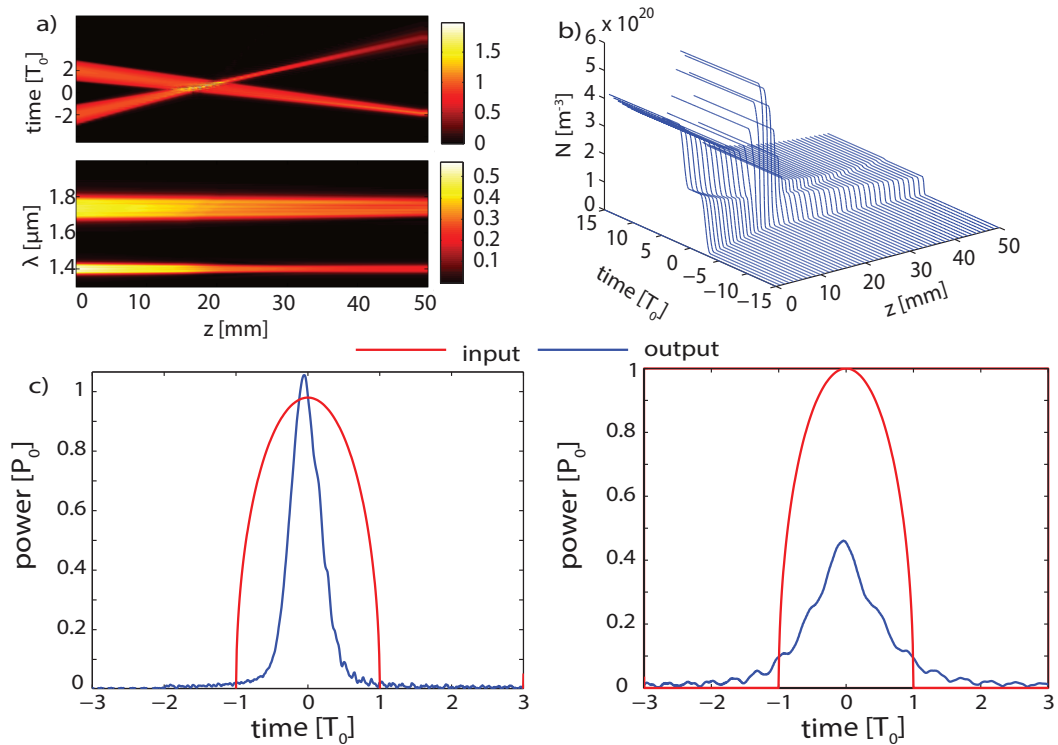 a)
time [T0]
2
0
-2
1.5
1
0.5
0
λ [μm]
1.8
1.6
1.4
0.5
0.4
0.3
0.2
0.1
0 10 20 30 40 50
z [mm]
b)
6 x 10^20
5
4
3
2
1
0
N [m-3]
15
10
5
0
−5
−10
−15
time [T0]
0
10
20
30
40
50
z [mm]
input
output
c)
power [P0]
1
0.8
0.6
0.4
0.2
0
−3 −2 −1 0 1 2 3
time [T0]
power [P0]
1
0.8
0.6
0.4
0.2
0
−3 −2 −1 0 1 2 3
time [T0]